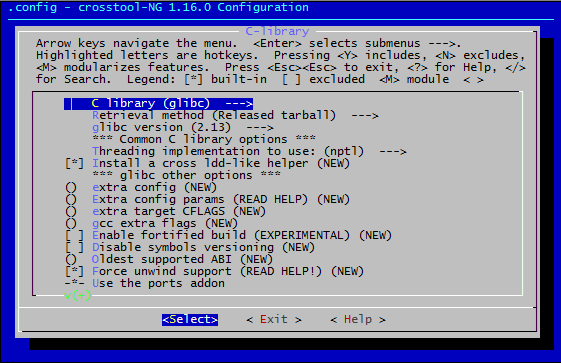 .config - crosstool-NG 1.16.0 Configuration
C-library
Arrow keys navigate the menu. <Enter> selects submenus --->.
Highlighted letters are hotkeys. Pressing <Y> includes, <N> excludes,
<M> modularizes features. Press <Esc><Esc> to exit, <?> for Help, </>
for Search. Legend: [*] built-in [ ] excluded <M> module < >
C library (glibc) --->
Retrieval method (Released tarball) --->
glibc version (2.13) --->
*** Common C library options ***
Threading implementation to use: (nptl) --->
[*] Install a cross ldd-like helper (NEW)
*** glibc other options ***
() extra config (NEW)
() Extra config params (READ HELP) (NEW)
() extra target CFLAGS (NEW)
() gcc extra flags (NEW)
[ ] Enable fortified build (EXPERIMENTAL) (NEW)
[ ] Disable symbols versioning (NEW)
() Oldest supported ABI (NEW)
[*] Force unwind support (READ HELP!) (NEW)
-*- Use the ports addon
v(+)
<Select> < Exit > < Help >